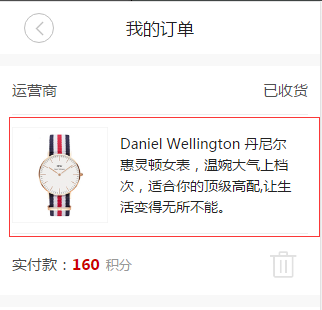 我的订单
运营商 已收货
Daniel Wellington 丹尼尔
惠灵顿女表，温婉大气上档
次，适合你的顶级高配,让生
活变得无所不能。
实付款：160 积分